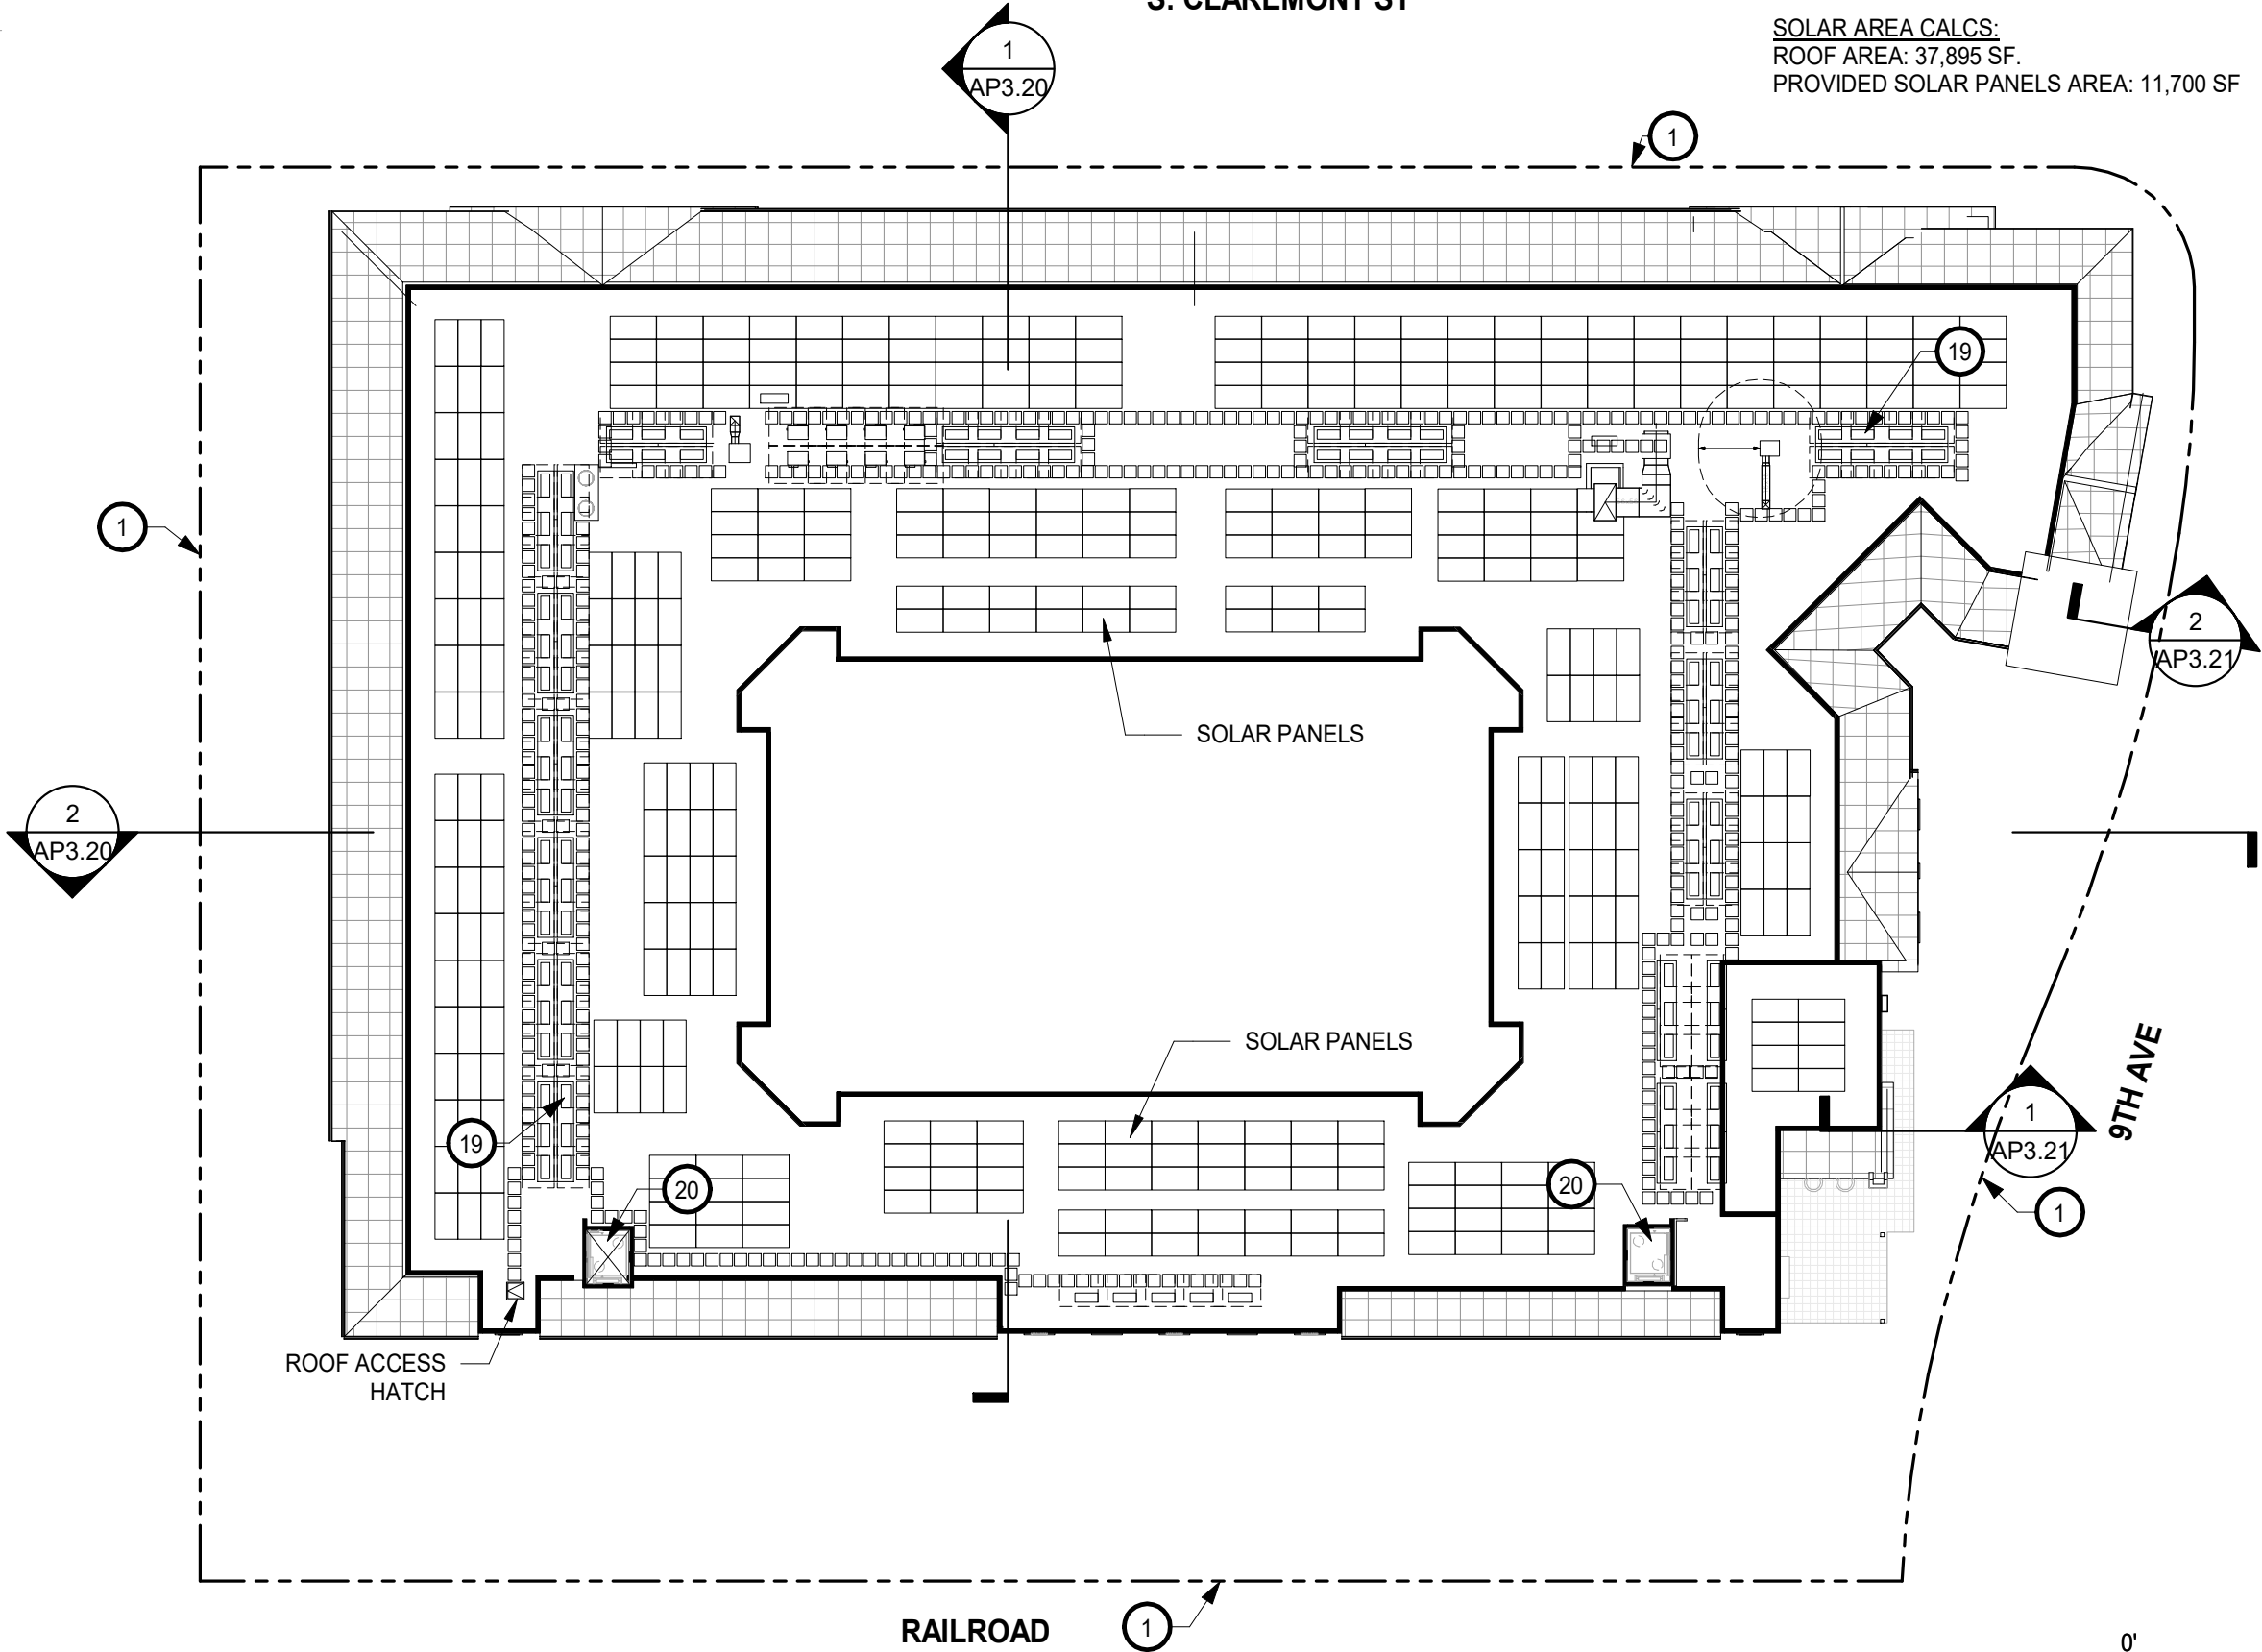 S. CLAREMONT ST
SOLAR AREA CALCS:
ROOF AREA: 37,895 SF.
PROVIDED SOLAR PANELS AREA: 11,700 SF
1
AP3.20
1
19
1
2
AP3.21
SOLAR PANELS
2
AP3.20
SOLAR PANELS
9TH AVE
1
AP3.21
19
20
20
1
ROOF ACCESS
HATCH
RAILROAD
1
0'